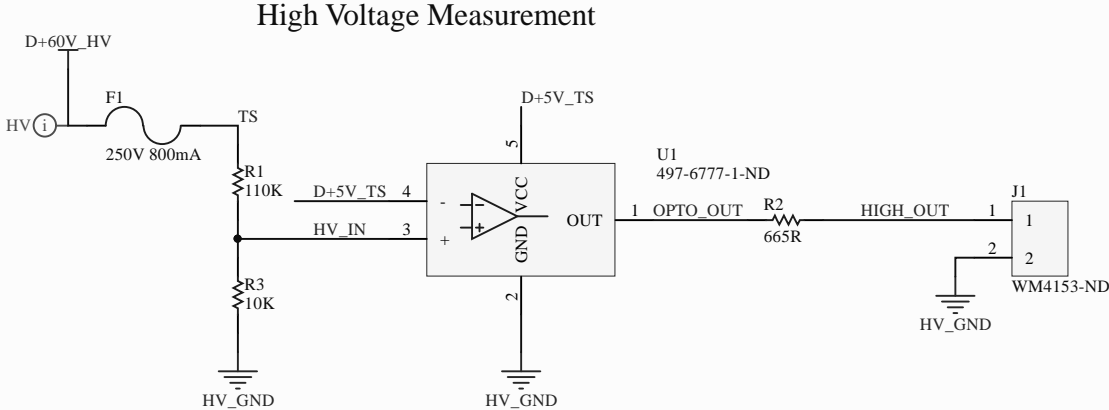 High Voltage Measurement
D+60V_HV
HV i
F1
250V 800mA
TS
R1
110K
R3
10K
HV_GND
D+5V_TS
5
D+5V_TS 4
HV_IN 3
-
+
VCC
GND
OUT
2
HV_GND
U1
497-6777-1-ND
1 OPTO_OUT
R2
665R
HIGH_OUT 1
2
J1
1
2
WM4153-ND
HV_GND